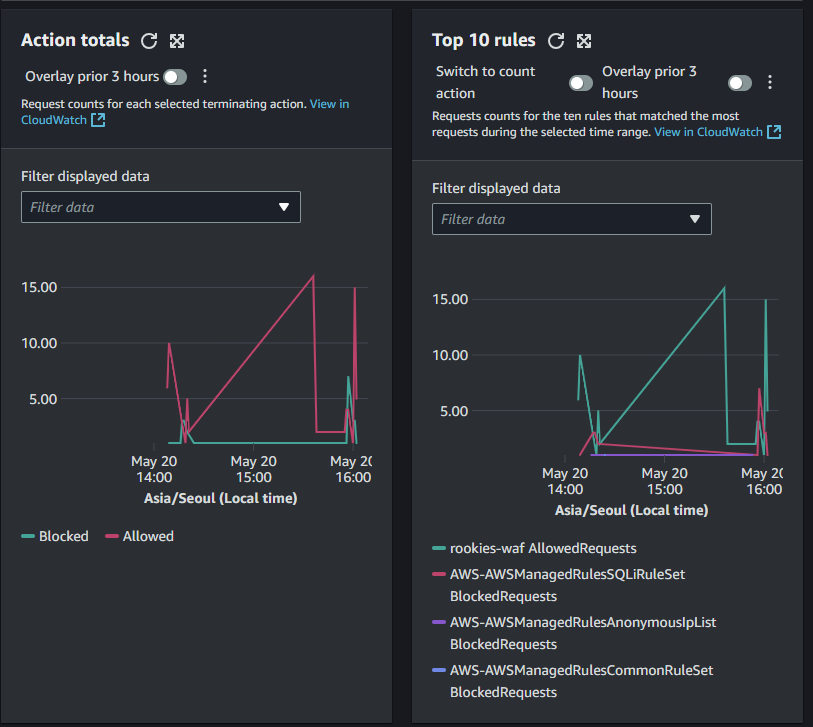 Action totals
Overlay prior 3 hours
Request counts for each selected terminating action. View in
CloudWatch
Filter displayed data
Filter data
15.00
10.00
5.00
May 20
14:00
May 20
15:00
May 20
16:00
Asia/Seoul (Local time)
Blocked
Allowed
Top 10 rules
Switch to count
action
Overlay prior 3
hours
Requests counts for the ten rules that matched the most
requests during the selected time range. View in CloudWatch
Filter displayed data
Filter data
15.00
10.00
5.00
May 20
14:00
May 20
15:00
May 20
16:00
Asia/Seoul (Local time)
rookies-waf AllowedRequests
AWS-AWSManagedRulesSQLiRuleSet
BlockedRequests
AWS-AWSManagedRulesAnonymousIpList
BlockedRequests
AWS-AWSManagedRulesCommonRuleSet
BlockedRequests